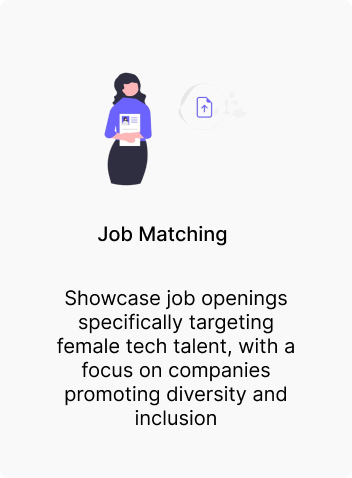 Job Matching
Showcase job openings
specifically targeting
female tech talent, with a
focus on companies
promoting diversity and
inclusion